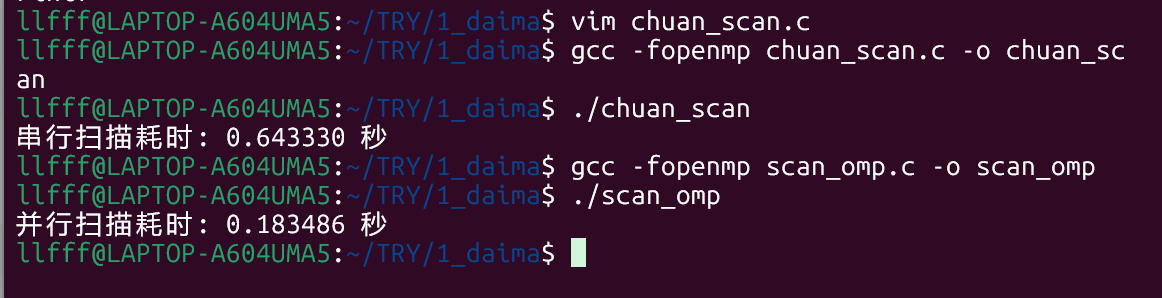 llfff@LAPTOP-A604UMA5:~/TRY/1_daima$ vim chuan_scan.c
llfff@LAPTOP-A604UMA5:~/TRY/1_daima$ gcc -fopenmp chuan_scan.c -o chuan_sc
an
llfff@LAPTOP-A604UMA5:~/TRY/1_daima$ ./chuan_scan
串行扫描耗时: 0.643330 秒
llfff@LAPTOP-A604UMA5:~/TRY/1_daima$ gcc -fopenmp scan_omp.c -o scan_omp
llfff@LAPTOP-A604UMA5:~/TRY/1_daima$ ./scan_omp
并行扫描耗时: 0.183486 秒
llfff@LAPTOP-A604UMA5:~/TRY/1_daima$